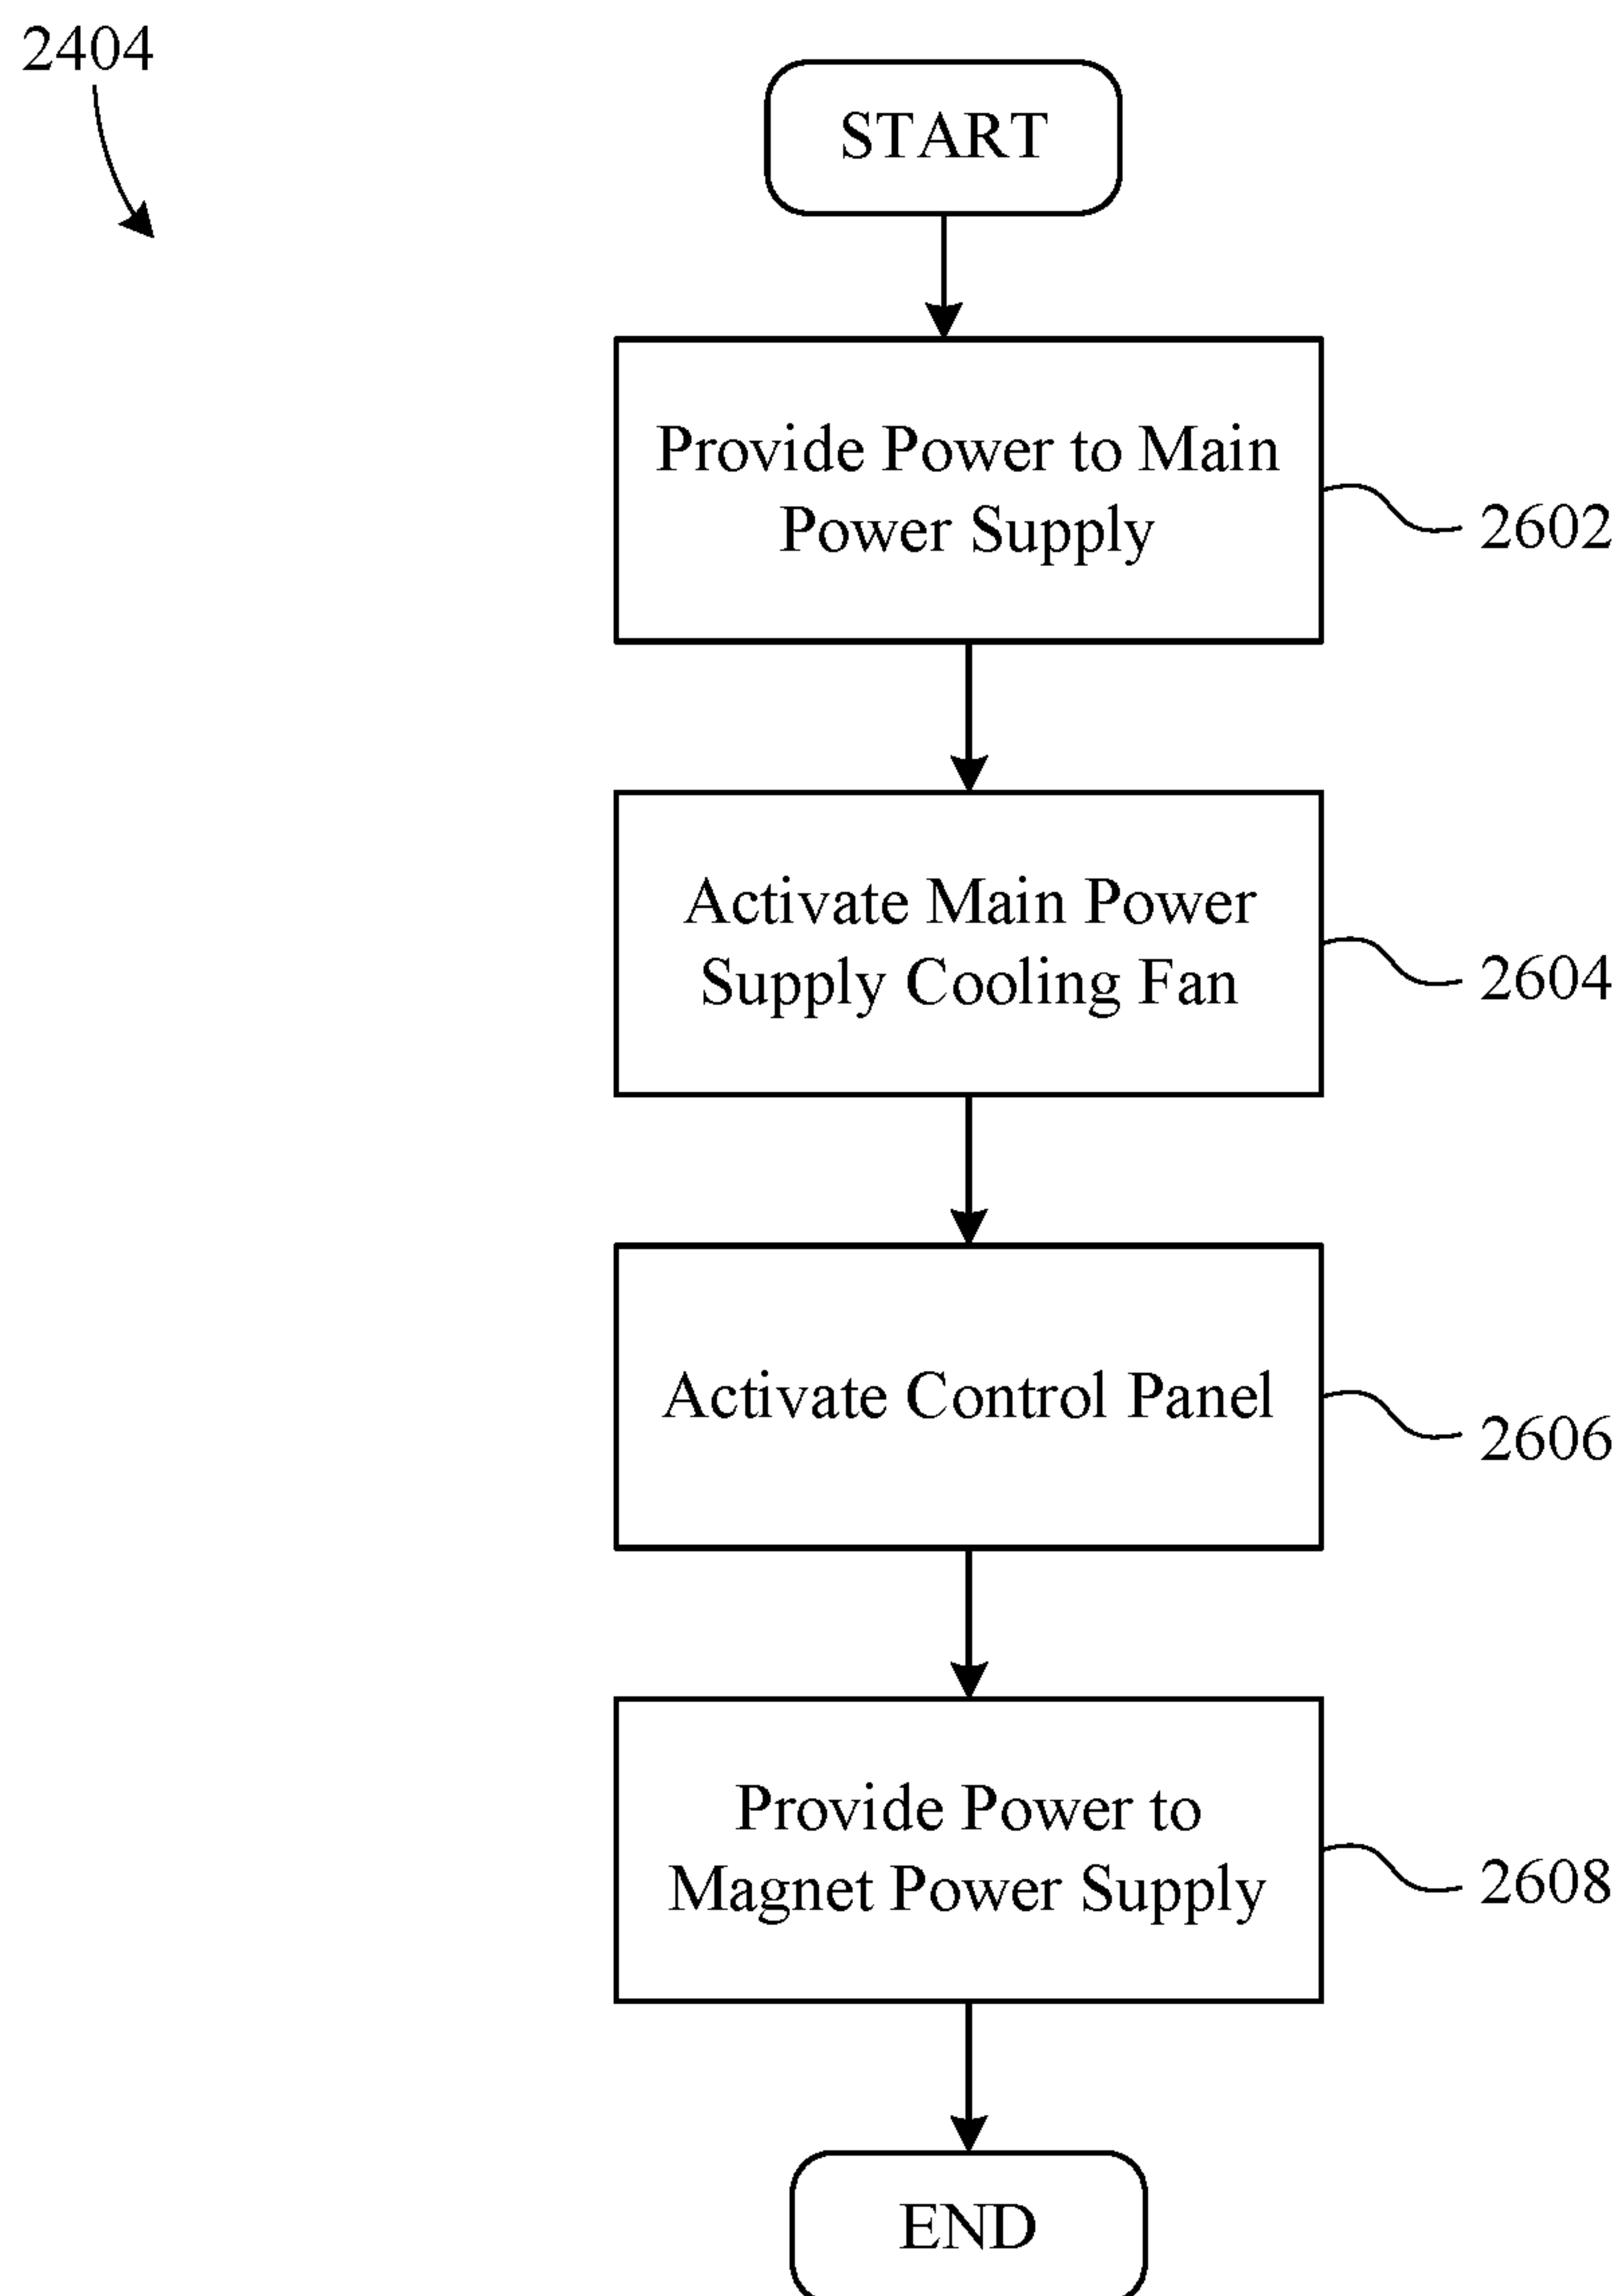 2404
START
Provide Power to Main
Power Supply
2602
Activate Main Power
Supply Cooling Fan
2604
Activate Control Panel
2606
Provide Power to
Magnet Power Supply
2608
END